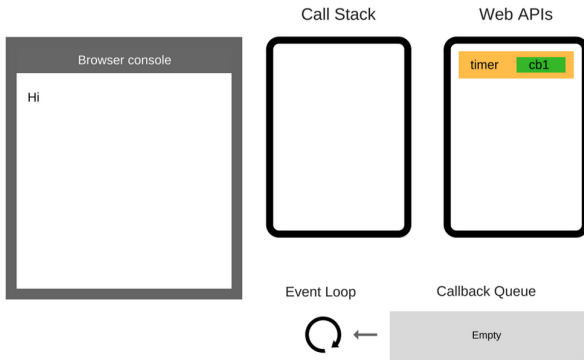 Call Stack
Web APIs
Browser console
Hi
timer
cb1
Event Loop
Callback Queue
Empty